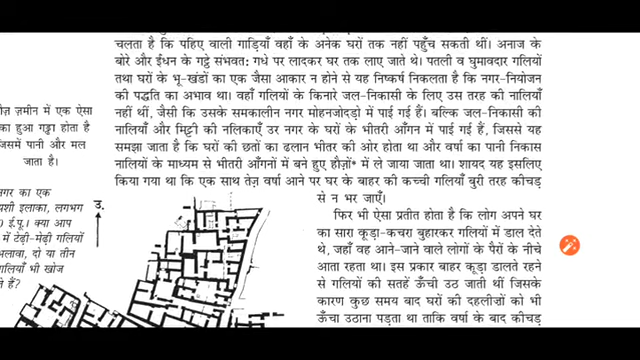 चलता है कि पहिए वाली गाड़ियाँ वहाँ के अनेक घरों तक नहीं पहुँच सकती थीं। अनाज के
बोरे और ईंधन के गट्ठे संभवतः गधे पर लादकर घर तक लाए जाते थे। पतली व घुमावदार गलियों
तथा घरों के भू-खंडों का एक जैसा आकार न होने से यह निष्कर्ष निकलता है कि नगर-नियोजन
की पद्धति का अभाव था। वहाँ गलियों के किनारे जल-निकासी के लिए उस तरह की नालियाँ
नहीं थीं, जैसी कि उसके समकालीन नगर मोहनजोदड़ो में पाई गई हैं। बल्कि जल-निकासी की
नालियाँ और मिट्टी की नलिकाएँ उर नगर के घरों के भीतरी आँगन में पाई गई हैं, जिससे यह
समझा जाता है कि घरों की छतों का ढलान भीतर की ओर होता था और वर्षा का पानी निकास
नालियों के माध्यम से भीतरी आँगनों में बने हुए हौज़ों* में ले जाया जाता था। शायद यह इसलिए
किया गया था कि एक साथ तेज़ वर्षा आने पर घर के बाहर की कच्ची गलियाँ बुरी तरह कीचड़
से न भर जाएँ।
फिर भी ऐसा प्रतीत होता है कि लोग अपने घर
का सारा कूड़ा-कचरा बुहारकर गलियों में डाल देते
थे, जहाँ वह आने-जाने वाले लोगों के पैरों के नीचे
आता रहता था। इस प्रकार बाहर कूड़ा डालते रहने
से गलियों की सतहें ऊँची उठ जाती थीं जिसके
कारण कुछ समय बाद घरों की दहलीज़ों को भी
ऊँचा उठाना पड़ता था ताकि वर्षा के बाद कीचड़
ज़मीन में एक ऐसा
का हुआ गड्ढा होता है
जिसमें पानी और मल
जाता है।
नगर का एक
यशी इलाका, लगभग
0 ई.पू.। क्या आप
में टेढ़ी-मेढ़ी गलियों
अलावा, दो या तीन
गलियाँ भी खोज
ते हैं?
उ.